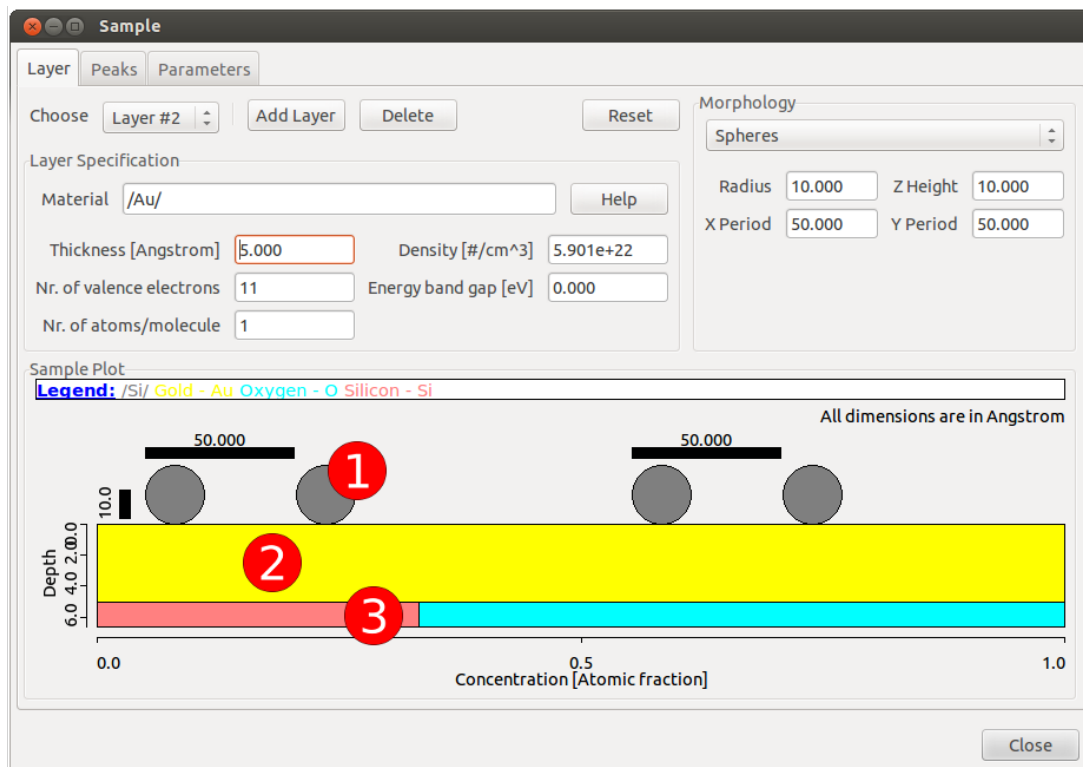 Sample
Layer Peaks Parameters
Choose Layer #2 Add Layer Delete Reset
Layer Specification
Material /Au/ Help
Thickness [Angstrom] 5.000 Density [#/cm^3] 5.901e+22
Nr. of valence electrons 11 Energy band gap [eV] 0.000
Nr. of atoms/molecule 1
Morphology
Spheres
Radius 10.000 Z Height 10.000
X Period 50.000 Y Period 50.000
Sample Plot
Legend: /Si/ Gold - Au Oxygen - O Silicon - Si
All dimensions are in Angstrom
50.000 50.000
1
10.0
2
3
Depth
0.0
2.0
4.0
6.0
0.0 0.5 1.0
Concentration [Atomic fraction]
Close